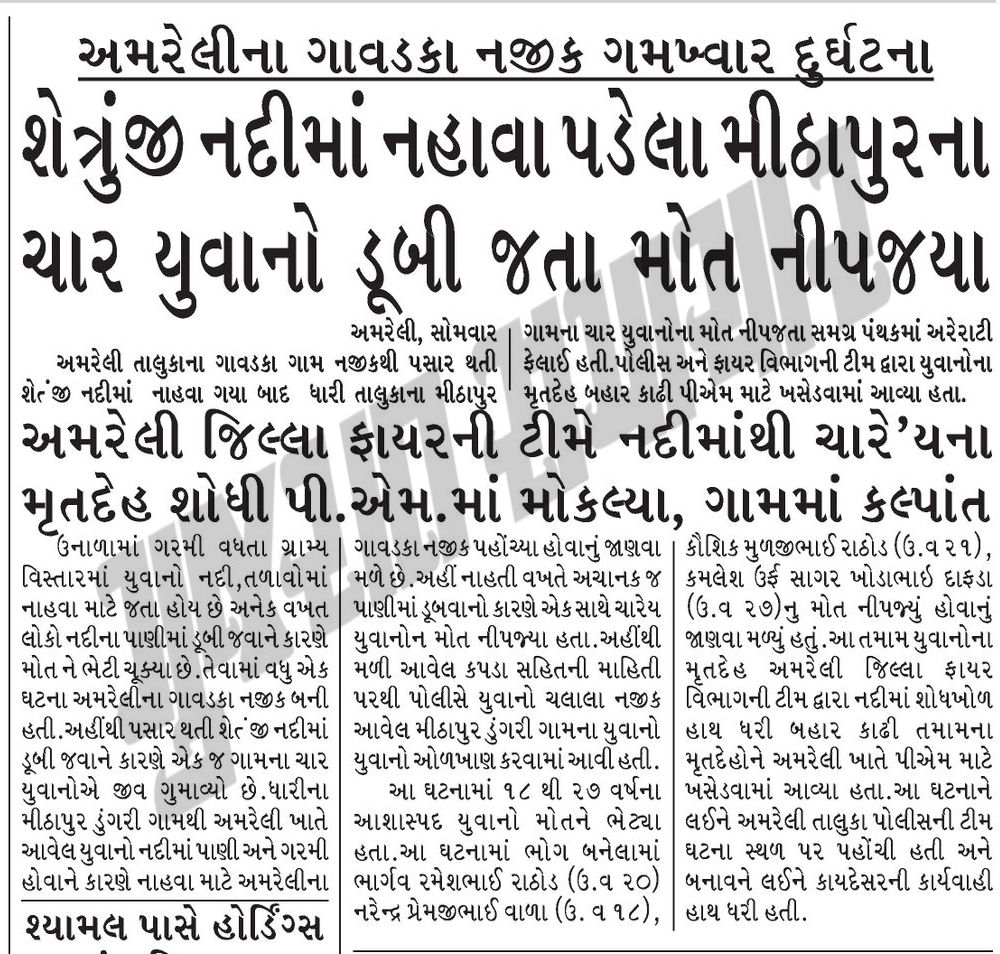 અમરેલીના ગાવડકા નજીક ગમખ્વાર દુર્ઘટના
શેત્રુંજી નદીમાં નહાવા પડેલા મીઠાપુરના
ચાર યુવાનો ડૂબી જતા મોત નીપજયા
અમરેલી, સોમવાર
અમરેલી તાલુકાના ગાવડકા ગામ નજીકથી પસાર થતી
શેત્રુંજી નદીમાં નાહવા ગયા બાદ ધારી તાલુકાના મીઠાપુર
ગામના ચાર યુવાનોના મોત નીપજતા સમગ્ર પંથકમાં અરેરાટી
ફેલાઈ હતી.પોલીસ અને ફાયર વિભાગની ટીમ દ્વારા યુવાનોના
મૃતદેહ બહાર કાઢી પીએમ માટે ખસેડવામાં આવ્યા હતા.
અમરેલી જિલ્લા ફાયરની ટીમે નદીમાંથી ચારે'યના
મૃતદેહ શોધી પી.એમ.માં મોકલ્યા, ગામમાં કલ્પાંત
ઉનાળામાં ગરમી વધતા ગ્રામ્ય
વિસ્તારમાં યુવાનો નદી,તળાવોમાં
નાહવા માટે જતા હોય છે અનેક વખત
લોકો નદીના પાણીમાં ડૂબી જવાને કારણે
મોત ને ભેટી ચૂક્યા છે.તેવામાં વધુ એક
ઘટના અમરેલીના ગાવડકા નજીક બની
હતી.અહીંથી પસાર થતી શેત્રુંજી નદીમાં
ડૂબી જવાને કારણે એક જ ગામના ચાર
યુવાનોએ જીવ ગુમાવ્યો છે.ધારીના
મીઠાપુર ડુંગરી ગામથી અમરેલી ખાતે
આવેલ યુવાનો નદીમાં પાણી અને ગરમી
હોવાને કારણે નાહવા માટે અમરેલીના
ગાવડકા નજીક પહોંચ્યા હોવાનું જાણવા
મળે છે.અહીં નાહતી વખતે અચાનક જ
પાણીમાં ડૂબવાનો કારણે એક સાથે ચારેય
યુવાનોન મોત નીપજ્યા હતા.અહીંથી
મળી આવેલ કપડા સહિતની માહિતી
પરથી પોલીસે યુવાનો ચલાલા નજીક
આવેલ મીઠાપુર ડુંગરી ગામના યુવાનો
યુવાનો ઓળખાણ કરવામાં આવી હતી.
આ ઘટનામાં ૧૮ થી ૨૭ વર્ષના
આશાસ્પદ યુવાનો મોતને ભેટ્યા
હતા.આ ઘટનામાં ભોગ બનેલામાં
ભાર્ગવ રમેશભાઈ રાઠોડ (ઉ.વ ૨૦)
નરેન્દ્ર પ્રેમજીભાઈ વાળા (ઉ. વ ૧૮),
કૌશિક મુળજીભાઈ રાઠોડ (ઉ.વ ૨૧),
કમલેશ ઉર્ફ સાગર ખોડાભાઇ દાફડા
(ઉ.વ ૨૭)નુ મોત નીપજ્યું હોવાનું
જાણવા મળ્યું હતું.આ તમામ યુવાનોના
મૃતદેહ અમરેલી જિલ્લા ફાયર
વિભાગની ટીમ દ્વારા નદીમાં શોધખોળ
હાથ ધરી બહાર કાઢી તમામના
મૃતદેહોને અમરેલી ખાતે પીએમ માટે
ખસેડવામાં આવ્યા હતા.આ ઘટનાને
લઈને અમરેલી તાલુકા પોલીસની ટીમ
ઘટના સ્થળ પર પહોંચી હતી અને
બનાવને લઈને કાયદેસરની કાર્યવાહી
હાથ ધરી હતી.
શ્યામલ પાસે હોર્ડિંગ્સ